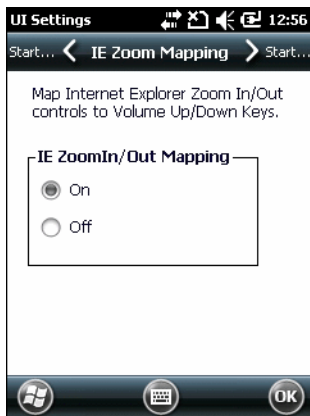 UI Settings 12:56
Start... IE Zoom Mapping Start...
Map Internet Explorer Zoom In/Out
controls to Volume Up/Down Keys.
IE ZoomIn/Out Mapping
On
Off
OK